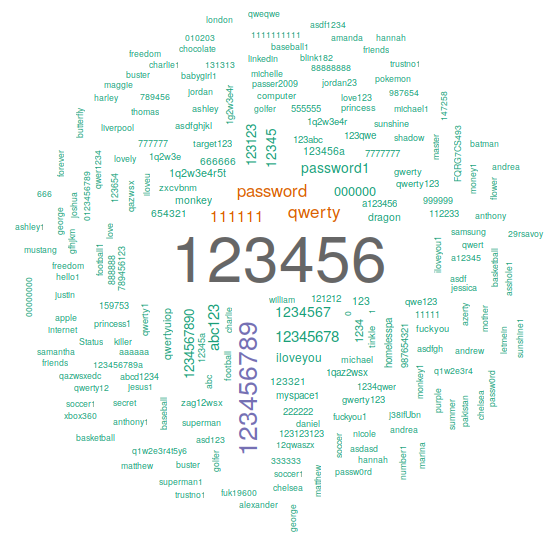 london
qweqwe
asdf1234
010203
1111111111
amanda
hannah
chocolate
baseball1
friends
freedom
linkedin
blink182
trustno1
charlie1
131313
88888888
buster
babygirl1
michelle
jordan23
pokemon
maggie
jordan
passer2009
987654
harley
789456
computer
love123
ashley
1g2w3e4r
golfer
555555
princess
michael1
147258
butterfly
thomas
liverpool
asdfghjkl
123123
12345
1q2w3e4r
sunshine
777777
target123
123abc
123qwe
shadow
master
batman
forever
qwer1234
lovely
1q2w3e
666666
123456a
7777777
FQRG7CS493
password1
1q2w3e4r5t
gwerty
money1
andrea
666
joshua
0123456789
123654
qazwsx
iloveu
zxcvbnm
monkey
password
000000
qwerty123
flower
george
654321
111111
qwerty
a123456
999999
dragon
112233
anthony
ashley1
gfhjkm
love
samsung
29rsavoy
mustang
football1
888888
789456123
123456
iloveyou1
qwert
a12345
basketball
asshole1
freedom
hello1
asdf
jessica
00000000
justin
159753
william
121212
123
qwe123
apple
internet
princess1
qwerty1
qwertyuiop
1234567890
12345a
abc123
charlie
1234567
0
1
11111
azerty
mother
Status
killer
123456789
12345678
1234
tinkle
homelesspa
987654321
fuckyou
letmein
sunshine1
samantha
aaaaaa
iloveyou
michael
asdfgh
andrew
friends
123456789a
football
1qaz2wsx
q1w2e3r4
qazwsxedc
abcd1234
abc
123321
1234qwer
monkey1
qwerty12
jesus1
myspace1
gwerty123
purple
summer
pakistan
chelsea
passw0rd
soccer1
secret
baseball
zag12wsx
222222
fuckyou1
j38ifUbn
xbox360
anthony1
superman
daniel
basketball
asd123
123123123
soccer
nicole
andrea
q1w2e3r4t5y6
golfer
12qwaszx
asdasd
number1
marina
matthew
buster
333333
hannah
superman1
soccer1
passw0rd
trustno1
fuk19600
chelsea
matthew
alexander
george